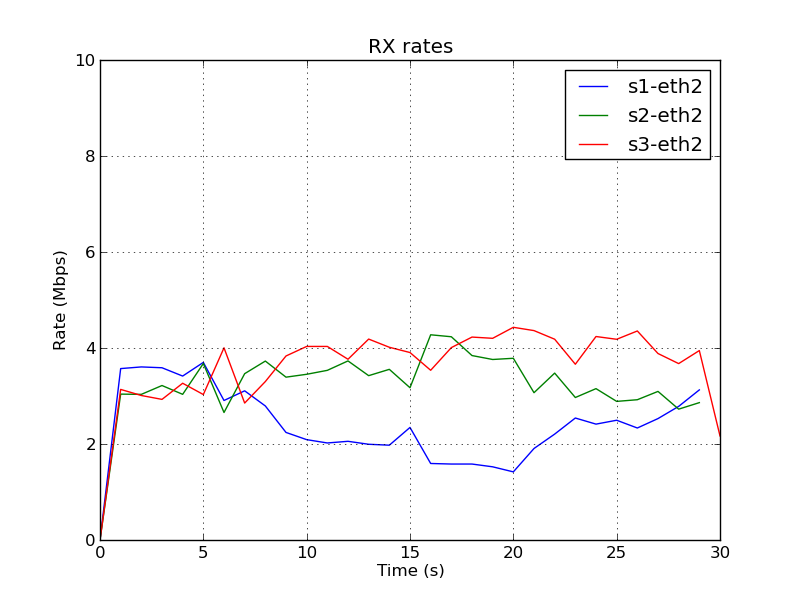 RX rates
s1-eth2
s2-eth2
s3-eth2
10
8
6
4
2
0
Rate (Mbps)
0 5 10 15 20 25 30
Time (s)